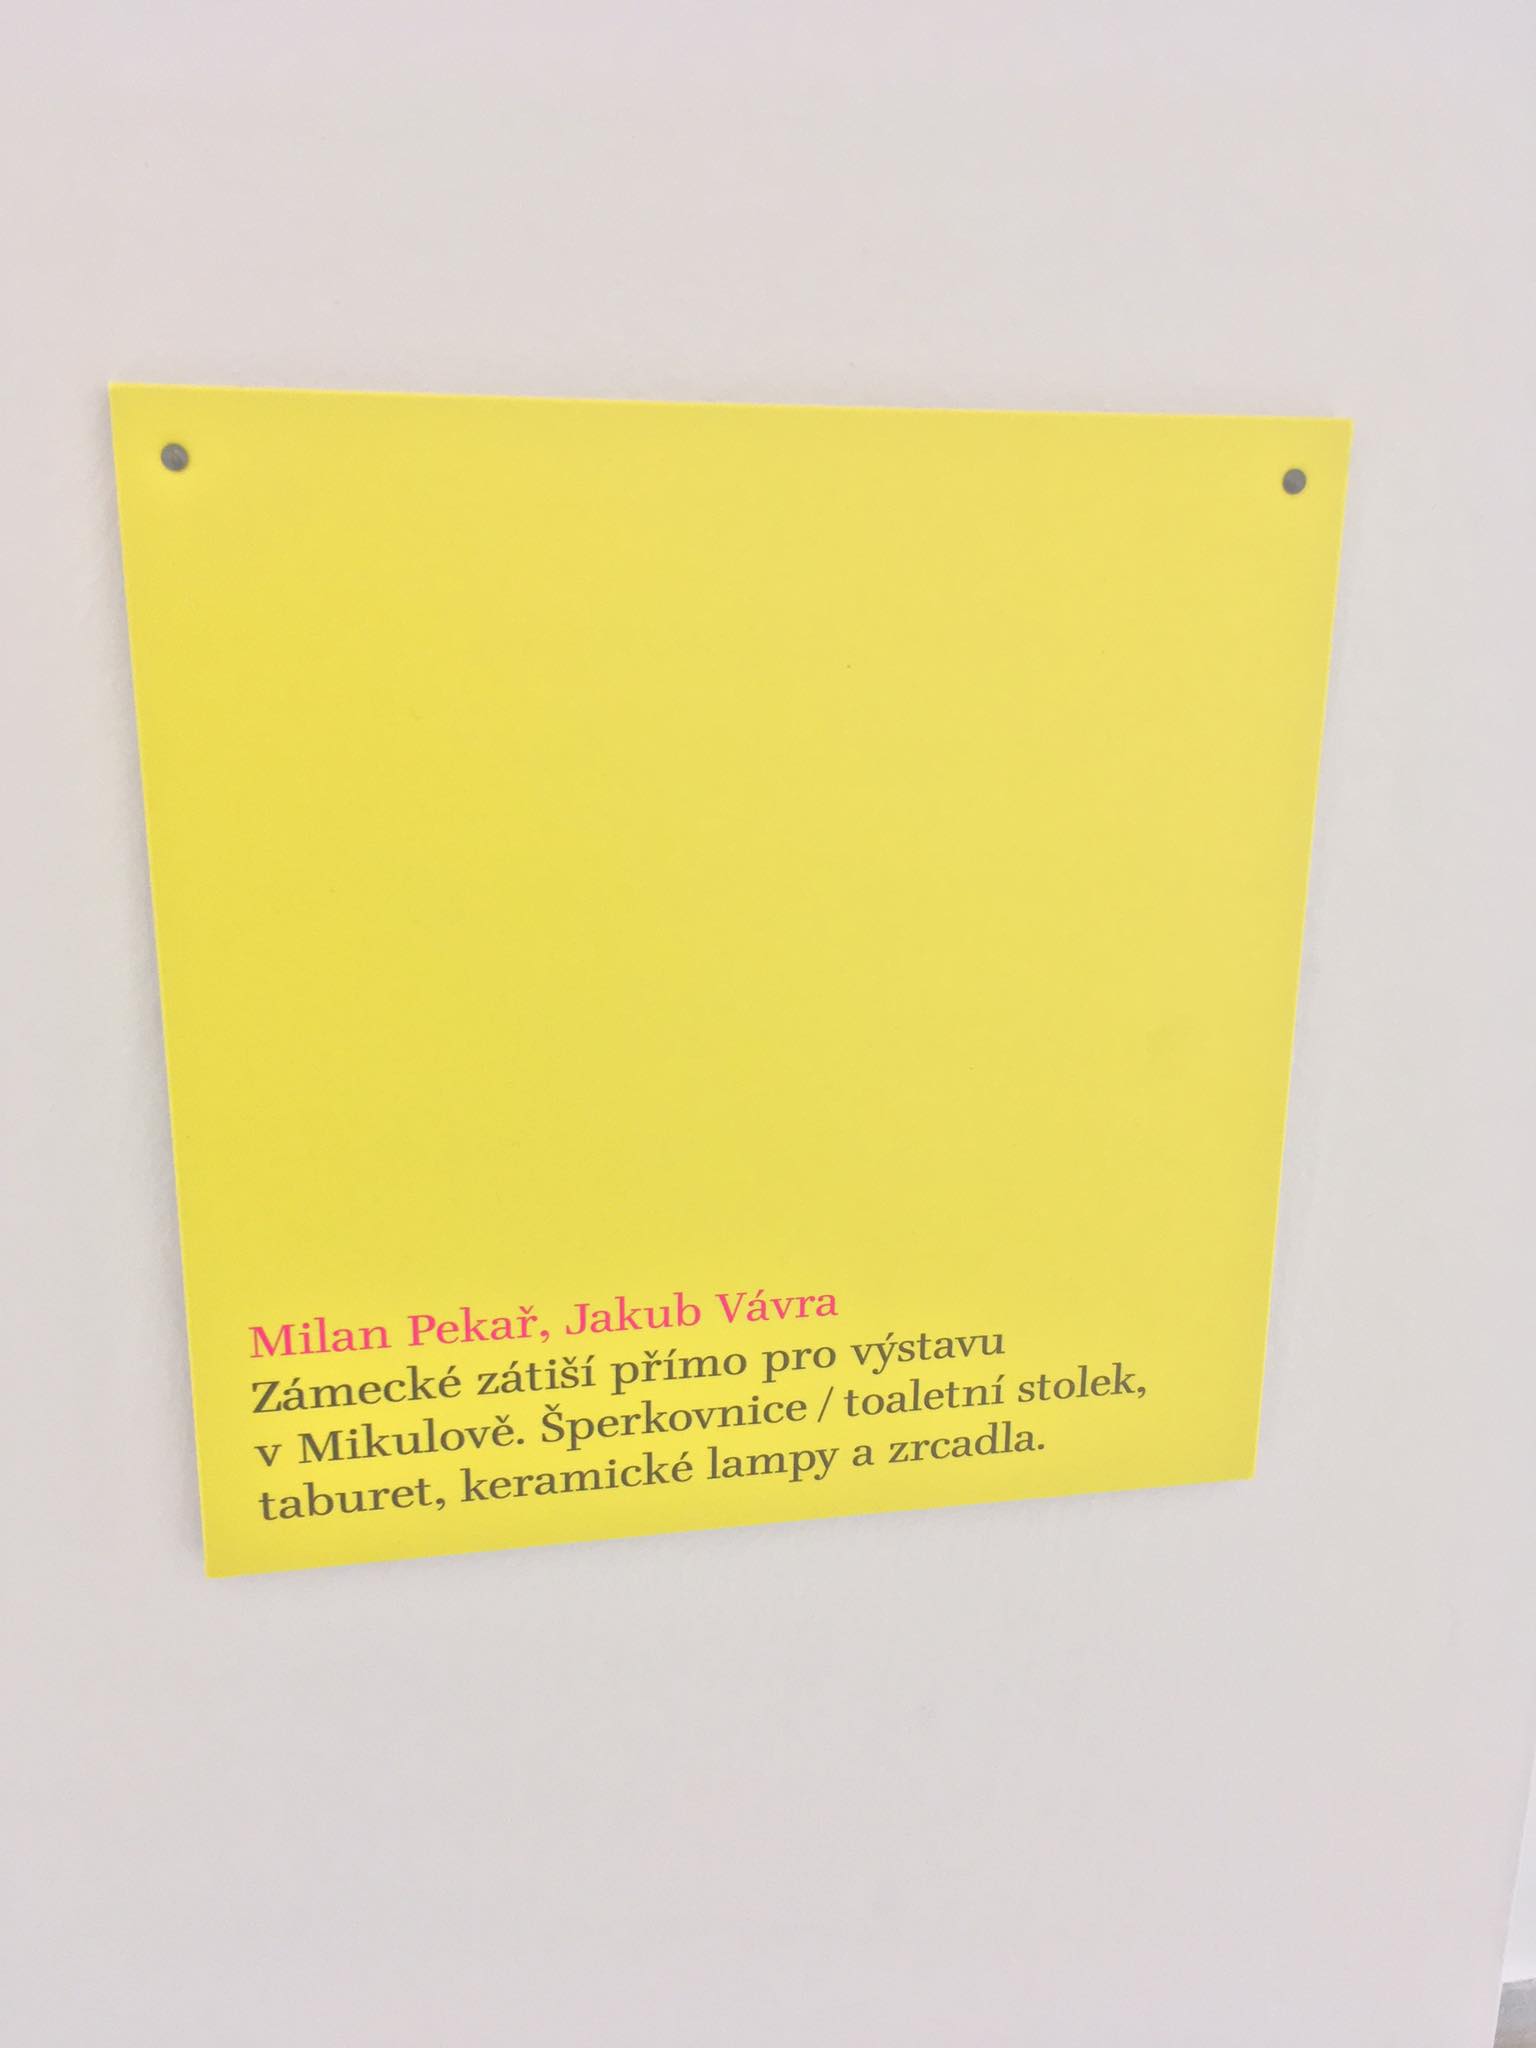 Milan Pekař, Jakub Vávra
Zámecké zátiší přímo pro výstavu
v Mikulově. Šperkovnice / toaletní stolek,
taburet, keramické lampy a zrcadla.